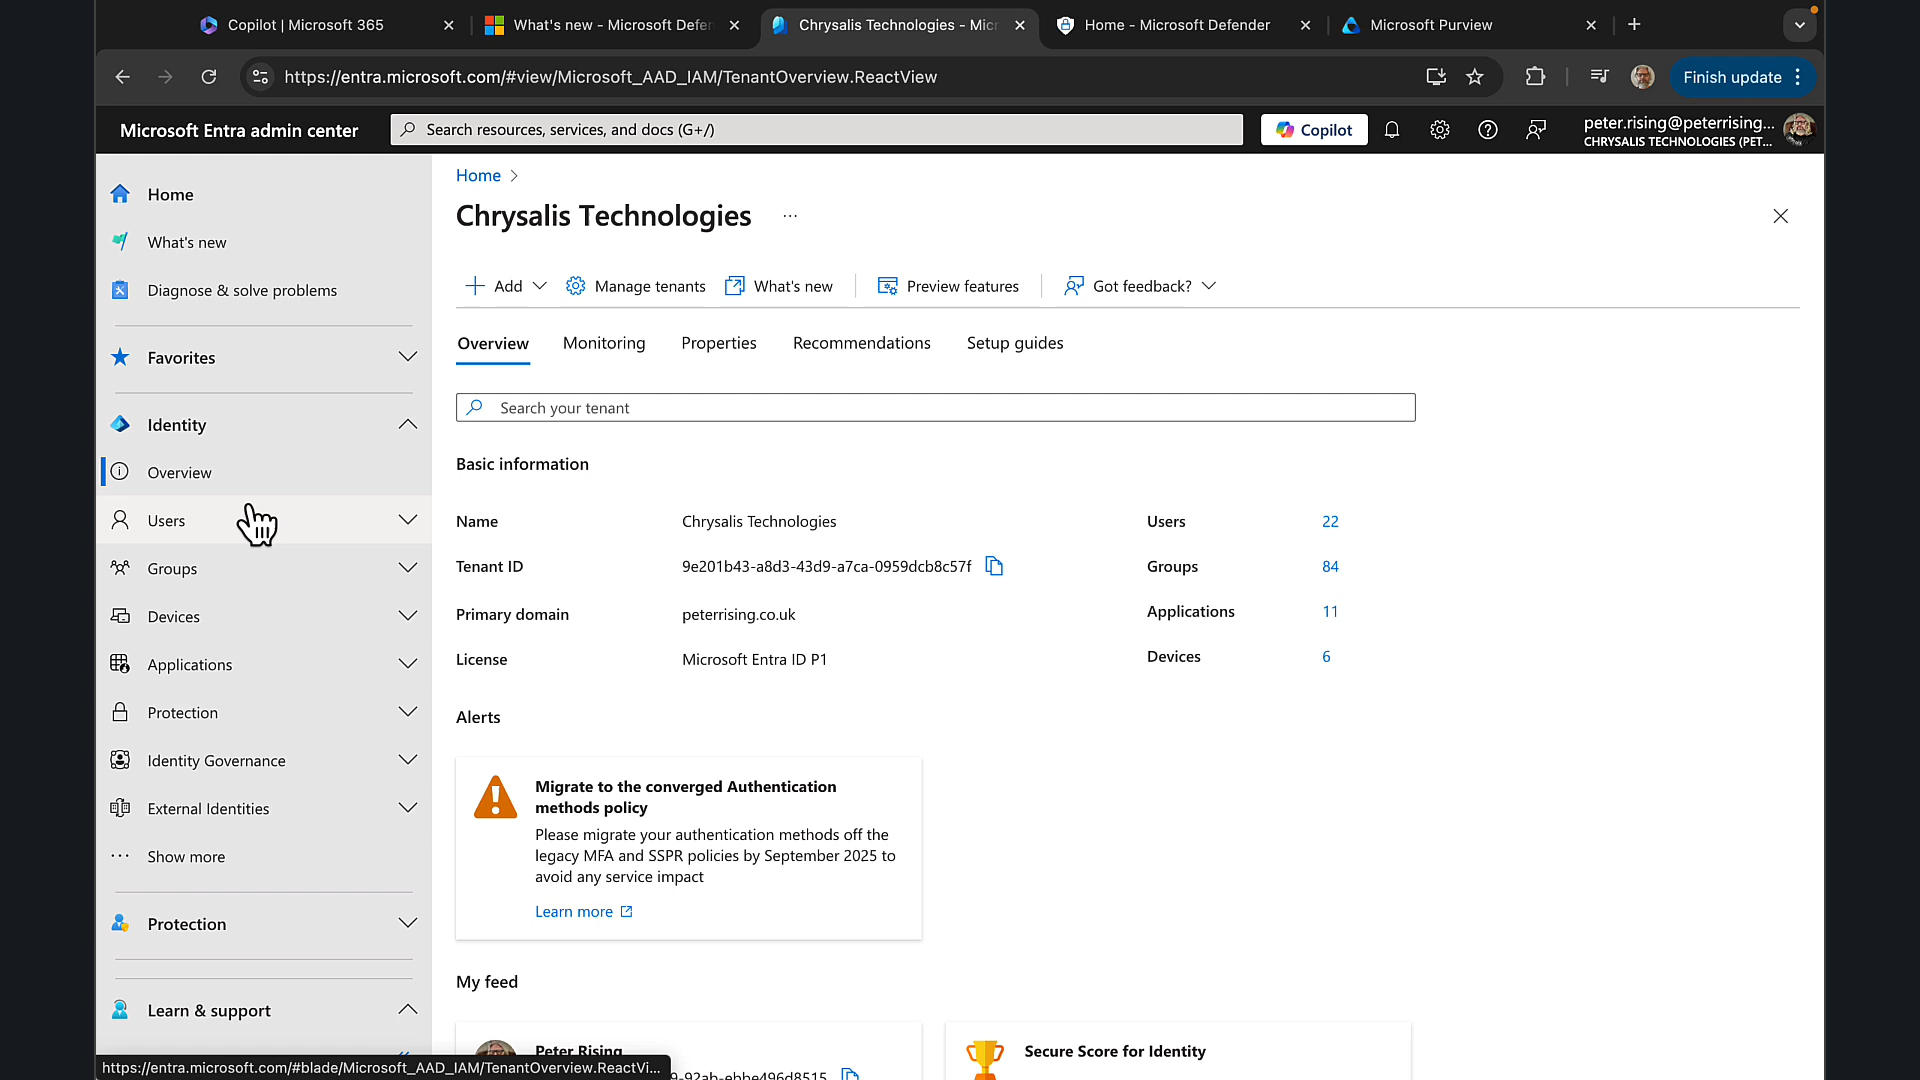 Copilot | Microsoft 365
What's new - Microsoft Defen
Chrysalis Technologies - Micr
Home - Microsoft Defender
Microsoft Purview
https://entra.microsoft.com/#view/Microsoft_AAD_IAM/TenantOverview.ReactView
Finish update
Microsoft Entra admin center
Search resources, services, and docs (G+/)
Copilot
peter.rising@peterrising...
CHRYSALIS TECHNOLOGIES (PET...
Home
What's new
Diagnose & solve problems
Favorites
Identity
Overview
Users
Groups
Devices
Applications
Protection
Identity Governance
External Identities
Show more
Protection
Learn & support
https://entra.microsoft.com/#blade/Microsoft_AAD_IAM/TenantOverview.ReactVi...
Home
Chrysalis Technologies ...
Add
Manage tenants
What's new
Preview features
Got feedback?
Overview
Monitoring
Properties
Recommendations
Setup guides
Search your tenant
Basic information
Name Chrysalis Technologies Users 22
Tenant ID 9e201b43-a8d3-43d9-a7ca-0959dcb8c57f Groups 84
Primary domain peterrising.co.uk Applications 11
License Microsoft Entra ID P1 Devices 6
Alerts
Migrate to the converged Authentication
methods policy
Please migrate your authentication methods off the
legacy MFA and SSPR policies by September 2025 to
avoid any service impact
Learn more
My feed
Peter Rising
9-92ab-ebbe496d8515
Secure Score for Identity